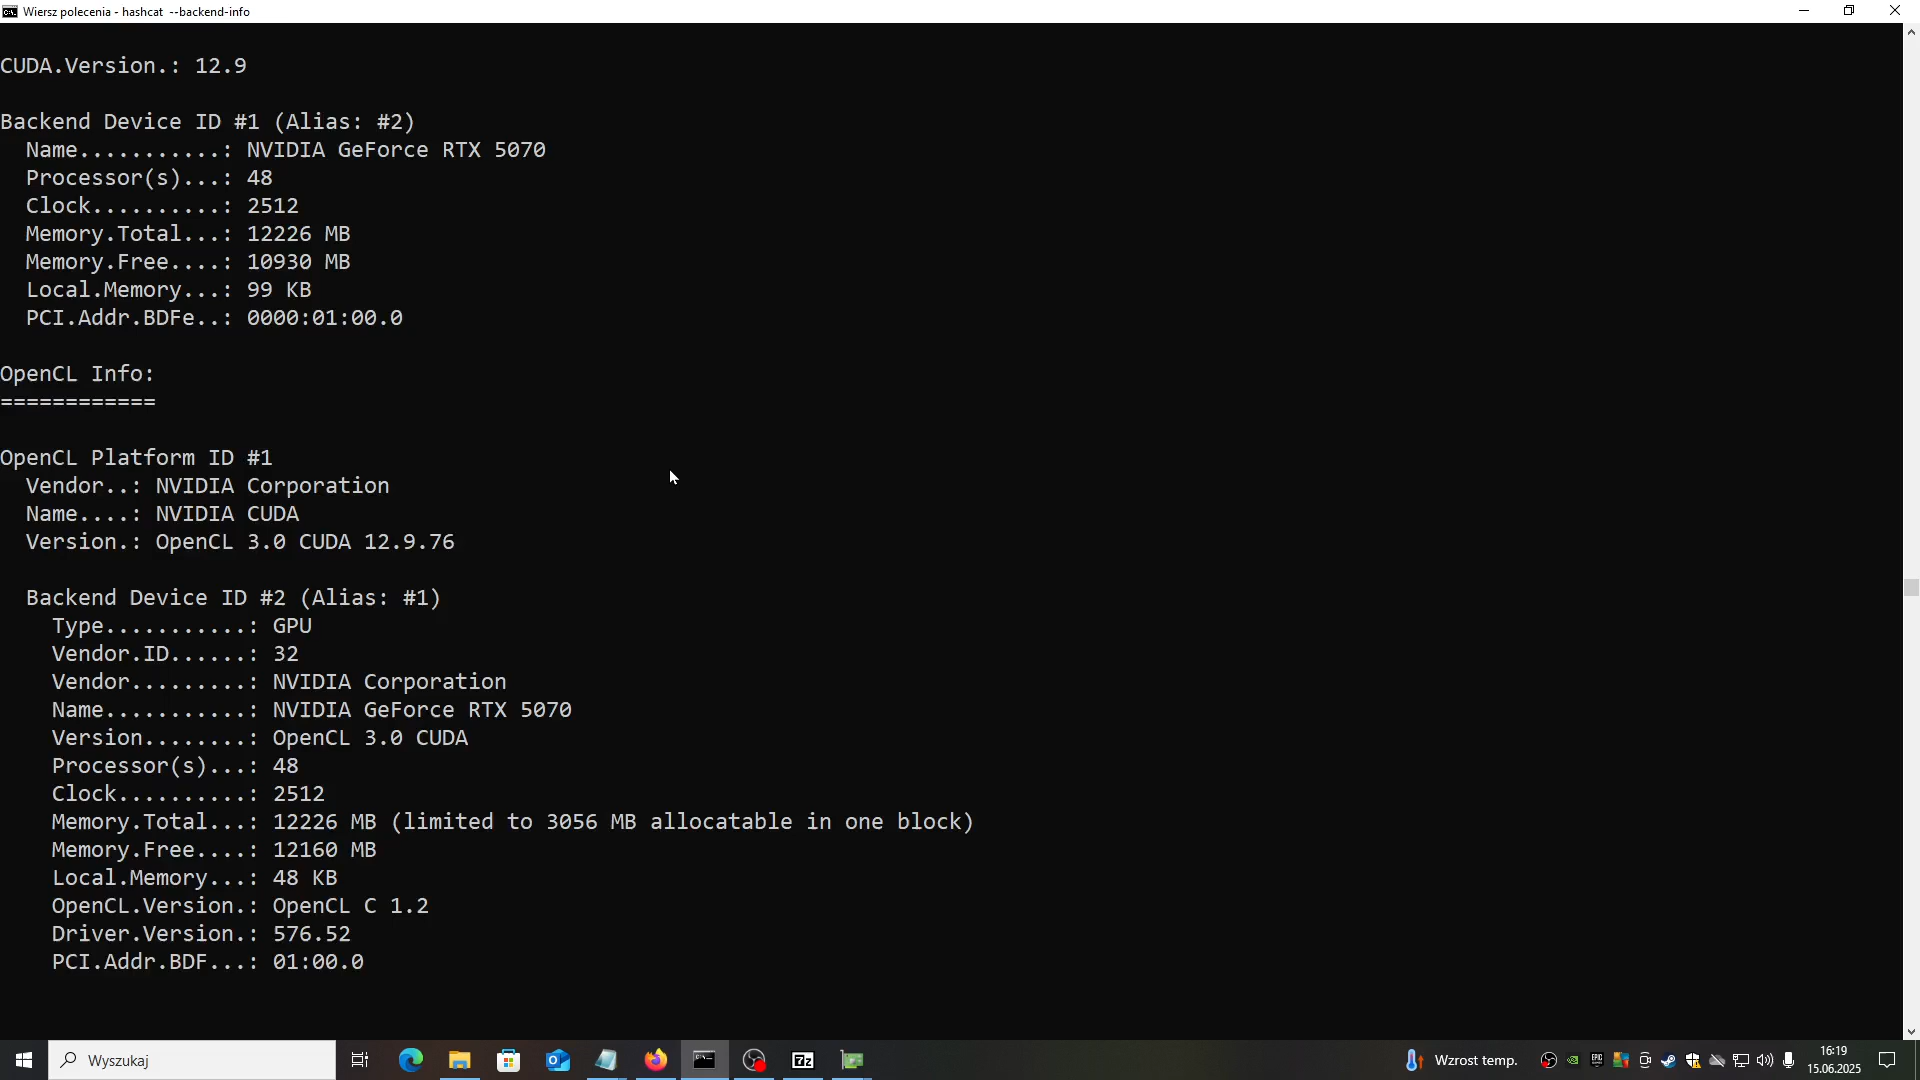 Wiersz polecenia - hashcat  --backend-info
CUDA.Version.: 12.9
Backend Device ID #1 (Alias: #2)
Name...........: NVIDIA GeForce RTX 5070
Processor(s)...: 48
Clock..........: 2512
Memory.Total...: 12226 MB
Memory.Free....: 10930 MB
Local.Memory...: 99 KB
PCI.Addr.BDFe..: 0000:01:00.0
OpenCL Info:
============
OpenCL Platform ID #1
Vendor..: NVIDIA Corporation
Name....: NVIDIA CUDA
Version.: OpenCL 3.0 CUDA 12.9.76
Backend Device ID #2 (Alias: #1)
Type...........: GPU
Vendor.ID......: 32
Vendor.........: NVIDIA Corporation
Name...........: NVIDIA GeForce RTX 5070
Version........: OpenCL 3.0 CUDA
Processor(s)...: 48
Clock..........: 2512
Memory.Total...: 12226 MB (limited to 3056 MB allocatable in one block)
Memory.Free....: 12160 MB
Local.Memory...: 48 KB
OpenCL.Version.: OpenCL C 1.2
Driver.Version.: 576.52
PCI.Addr.BDF...: 01:00.0
Wyszukaj
7z
Wzrost temp.
EPIC
16:19
15.06.2025